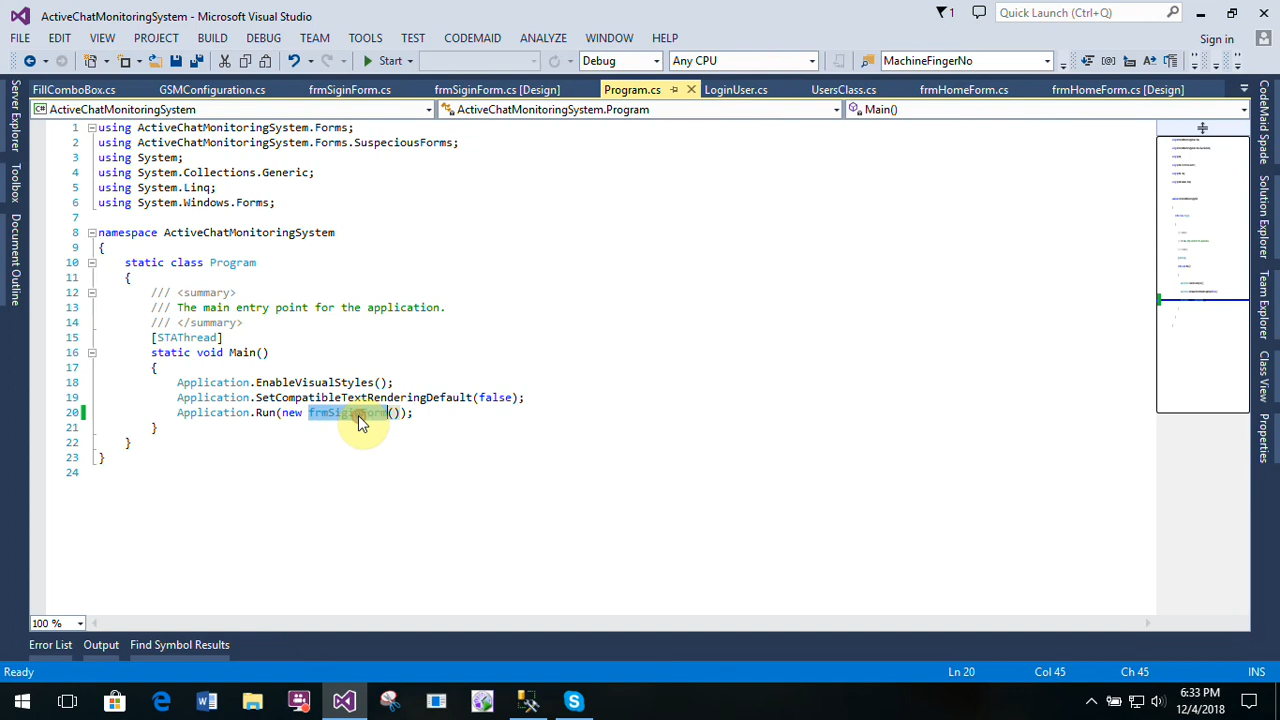 ActiveChatMonitoringSystem - Microsoft Visual Studio
1
Quick Launch (Ctrl+Q)
FILE EDIT VIEW PROJECT BUILD DEBUG TEAM TOOLS TEST CODEMAID ANALYZE WINDOW HELP
Sign in
Start
Debug
Any CPU
MachineFingerNo
FillComboBox.cs GSMConfiguration.cs frmSiginForm.cs frmSiginForm.cs [Design] Program.cs LoginUser.cs UsersClass.cs frmHomeForm.cs frmHomeForm.cs [Design]
ActiveChatMonitoringSystem
ActiveChatMonitoringSystem.Program
Main()
1 using ActiveChatMonitoringSystem.Forms;
2 using ActiveChatMonitoringSystem.Forms.SuspeciousForms;
3 using System;
4 using System.Collections.Generic;
5 using System.Linq;
6 using System.Windows.Forms;
7
8 namespace ActiveChatMonitoringSystem
9 {
10 static class Program
11 {
12 /// <summary>
13 /// The main entry point for the application.
14 /// </summary>
15 [STAThread]
16 static void Main()
17 {
18 Application.EnableVisualStyles();
19 Application.SetCompatibleTextRenderingDefault(false);
20 Application.Run(new frmSiginForm());
21 }
22 }
23 }
24
Server Explorer
Toolbox
Document Outline
CodeMaid Spade
Solution Explorer
Team Explorer
Class View
Properties
100 %
Error List Output Find Symbol Results
Ready
Ln 20 Col 45 Ch 45 INS
6:33 PM
12/4/2018